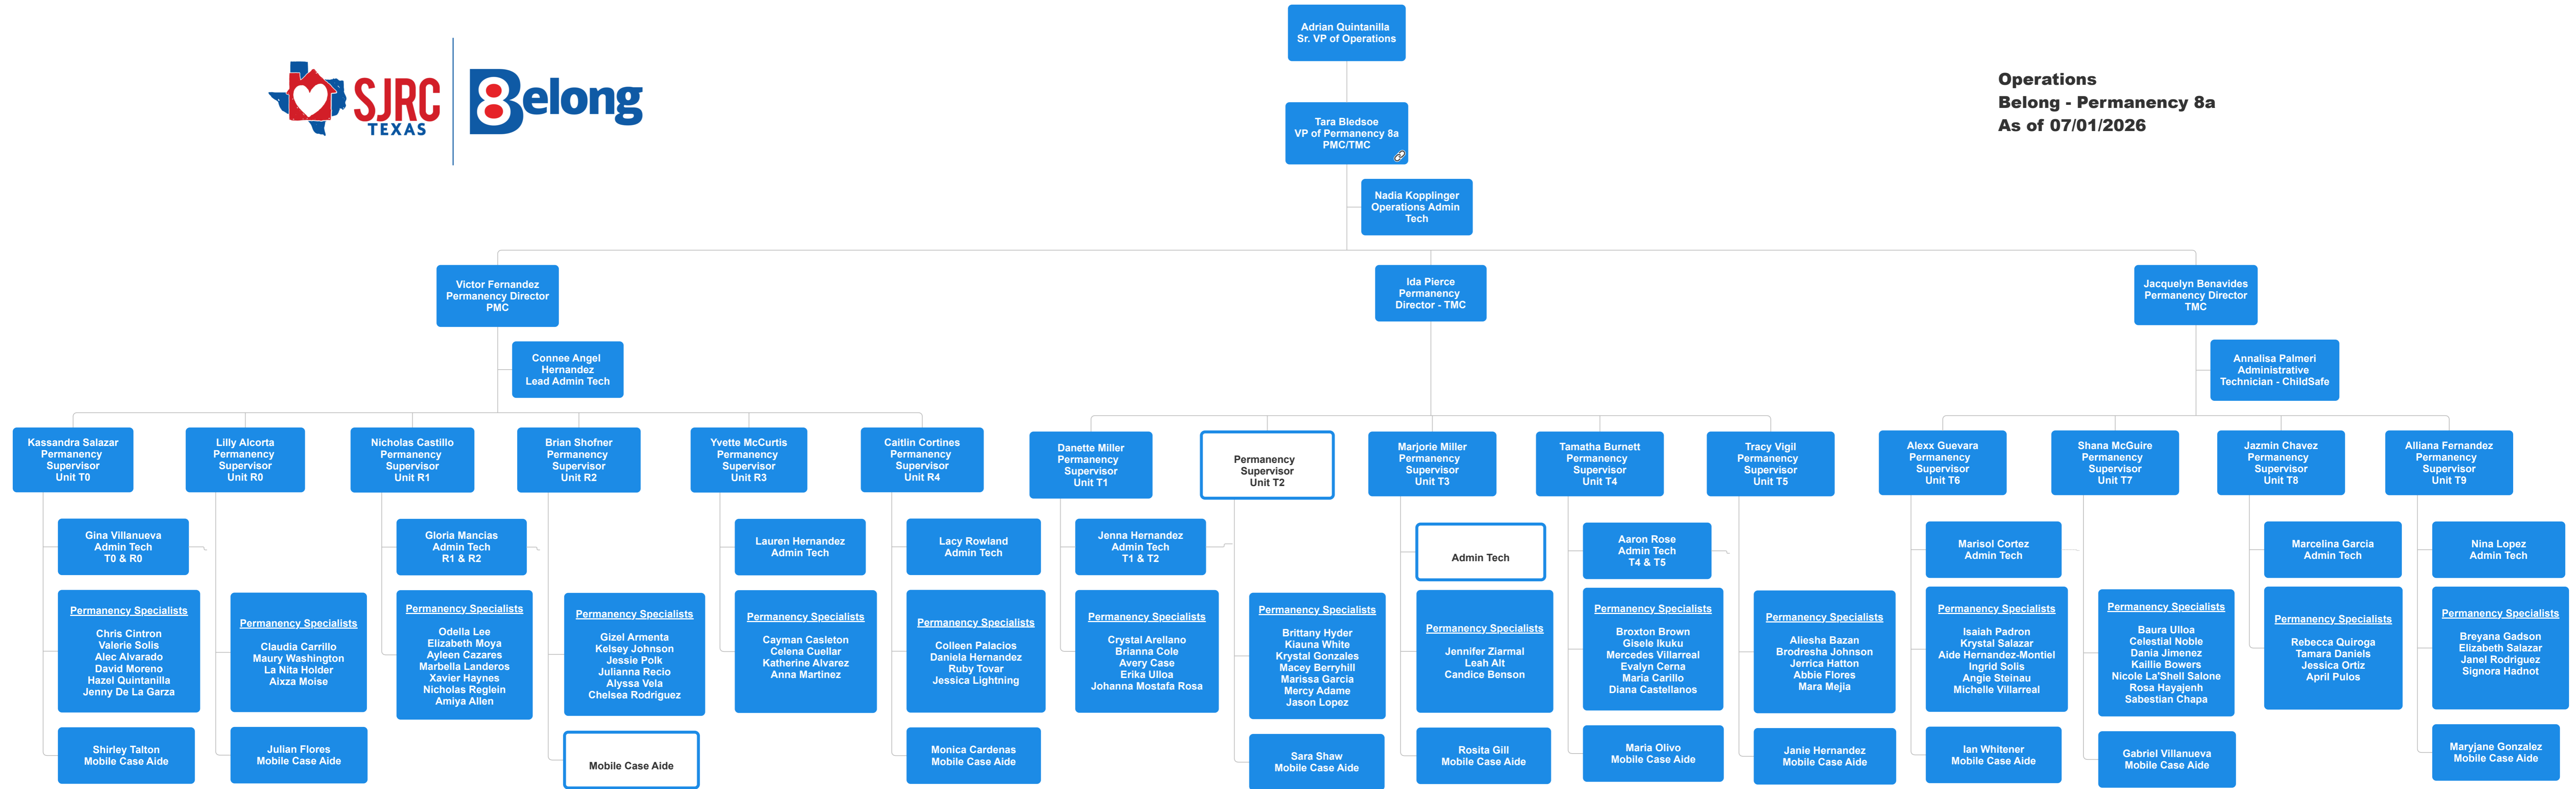 Adrian Quintanilla
Sr. VP of Operations
SJRC
TEXAS
Belong
Operations
Belong - Permanency 8a
As of 07/01/2026
Tara Bledsoe
VP of Permanency 8a
PMC/TMC
Nadia Kopplinger
Operations Admin
Tech
Victor Fernandez
Permanency Director
PMC
Ida Pierce
Permanency
Director - TMC
Jacquelyn Benavides
Permanency Director
TMC
Connee Angel
Hernandez
Lead Admin Tech
Annalisa Palmeri
Administrative
Technician - ChildSafe
Kassandra Salazar
Permanency
Supervisor
Unit T0
Lilly Alcorta
Permanency
Supervisor
Unit R0
Nicholas Castillo
Permanency
Supervisor
Unit R1
Brian Shofner
Permanency
Supervisor
Unit R2
Yvette McCurtis
Permanency
Supervisor
Unit R3
Caitlin Cortines
Permanency
Supervisor
Unit R4
Danette Miller
Permanency
Supervisor
Unit T1
Permanency
Supervisor
Unit T2
Marjorie Miller
Permanency
Supervisor
Unit T3
Tamatha Burnett
Permanency
Supervisor
Unit T4
Tracy Vigil
Permanency
Supervisor
Unit T5
Alexx Guevara
Permanency
Supervisor
Unit T6
Shana McGuire
Permanency
Supervisor
Unit T7
Jazmin Chavez
Permanency
Supervisor
Unit T8
Alliana Fernandez
Permanency
Supervisor
Unit T9
Gina Villanueva
Admin Tech
T0 & R0
Gloria Mancias
Admin Tech
R1 & R2
Lauren Hernandez
Admin Tech
Lacy Rowland
Admin Tech
Jenna Hernandez
Admin Tech
T1 & T2
Admin Tech
Aaron Rose
Admin Tech
T4 & T5
Marisol Cortez
Admin Tech
Marcelina Garcia
Admin Tech
Nina Lopez
Admin Tech
Permanency Specialists
Chris Cintron
Valerie Solis
Alec Alvarado
David Moreno
Hazel Quintanilla
Jenny De La Garza
Permanency Specialists
Claudia Carrillo
Maury Washington
La Nita Holder
Aixza Moise
Permanency Specialists
Odella Lee
Elizabeth Moya
Ayleen Cazares
Marbella Landeros
Xavier Haynes
Nicholas Reglein
Amiya Allen
Permanency Specialists
Gizel Armenta
Kelsey Johnson
Jessie Polk
Julianna Recio
Alyssa Vela
Chelsea Rodriguez
Permanency Specialists
Cayman Casleton
Celena Cuellar
Katherine Alvarez
Anna Martinez
Permanency Specialists
Colleen Palacios
Daniela Hernandez
Ruby Tovar
Jessica Lightning
Permanency Specialists
Crystal Arellano
Brianna Cole
Avery Case
Erika Ulloa
Johanna Mostafa Rosa
Permanency Specialists
Brittany Hyder
Kiauna White
Krystal Gonzales
Macey Berryhill
Marissa Garcia
Mercy Adame
Jason Lopez
Permanency Specialists
Jennifer Ziarmal
Leah Alt
Candice Benson
Permanency Specialists
Broxton Brown
Gisele Ikuku
Mercedes Villarreal
Evalyn Cerna
Maria Carillo
Diana Castellanos
Permanency Specialists
Aliesha Bazan
Brodresha Johnson
Jerrica Hatton
Abbie Flores
Mara Mejia
Permanency Specialists
Isaiah Padron
Krystal Salazar
Aide Hernandez-Montiel
Ingrid Solis
Angie Steinau
Michelle Villarreal
Permanency Specialists
Baura Ulloa
Celestial Noble
Dania Jimenez
Kaillie Bowers
Nicole La'Shell Salone
Rosa Hayajenh
Sabestian Chapa
Permanency Specialists
Rebecca Quiroga
Tamara Daniels
Jessica Ortiz
April Pulos
Permanency Specialists
Breyana Gadson
Elizabeth Salazar
Janel Rodriguez
Signora Hadnot
Shirley Talton
Mobile Case Aide
Julian Flores
Mobile Case Aide
Mobile Case Aide
Monica Cardenas
Mobile Case Aide
Sara Shaw
Mobile Case Aide
Rosita Gill
Mobile Case Aide
Maria Olivo
Mobile Case Aide
Janie Hernandez
Mobile Case Aide
Ian Whitener
Mobile Case Aide
Gabriel Villanueva
Mobile Case Aide
Maryjane Gonzalez
Mobile Case Aide